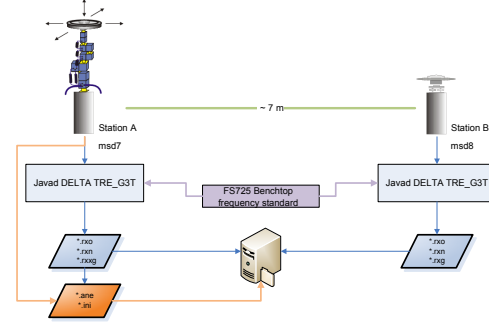 ~ 7 m
Station A
msd7
Station B
msd8
Javad DELTA TRE_G3T
FS725 Benchtop
frequency standard
Javad DELTA TRE_G3T
*.rxo
*.rxn
*.rxxg
*.rxo
*.rxn
*.rxg
*.ane
*.ini